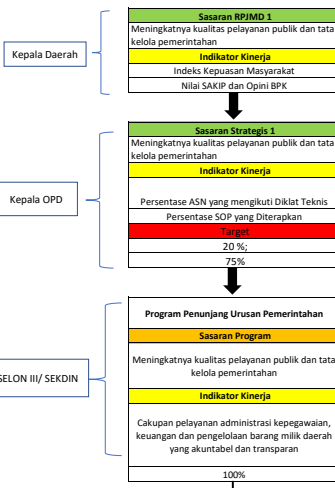 Sasaran RPJMD 1
Meningkatnya kualitas pelayanan publik dan tata
kelola pemerintahan
Kepala Daerah
Indikator Kinerja
Indeks Kepuasan Masyarakat
Nilai SAKIP dan Opini BPK
Sasaran Strategis 1
Meningkatnya kualitas pelayanan publik dan tata
kelola pemerintahan
Indikator Kinerja
Kepala OPD
Persentase ASN yang mengikuti Diklat Teknis
Persentase SOP yang Diterapkan
Target
20 %;
75%
Program Penunjang Urusan Pemerintahan
Sasaran Program
Meningkatnya kualitas pelayanan publik dan tata
kelola pemerintahan
SELON III/ SEKDIN
Indikator Kinerja
Cakupan pelayanan administrasi kepegawaian,
keuangan dan pengelolaan barang milik daerah
yang akuntabel dan transparan
100%